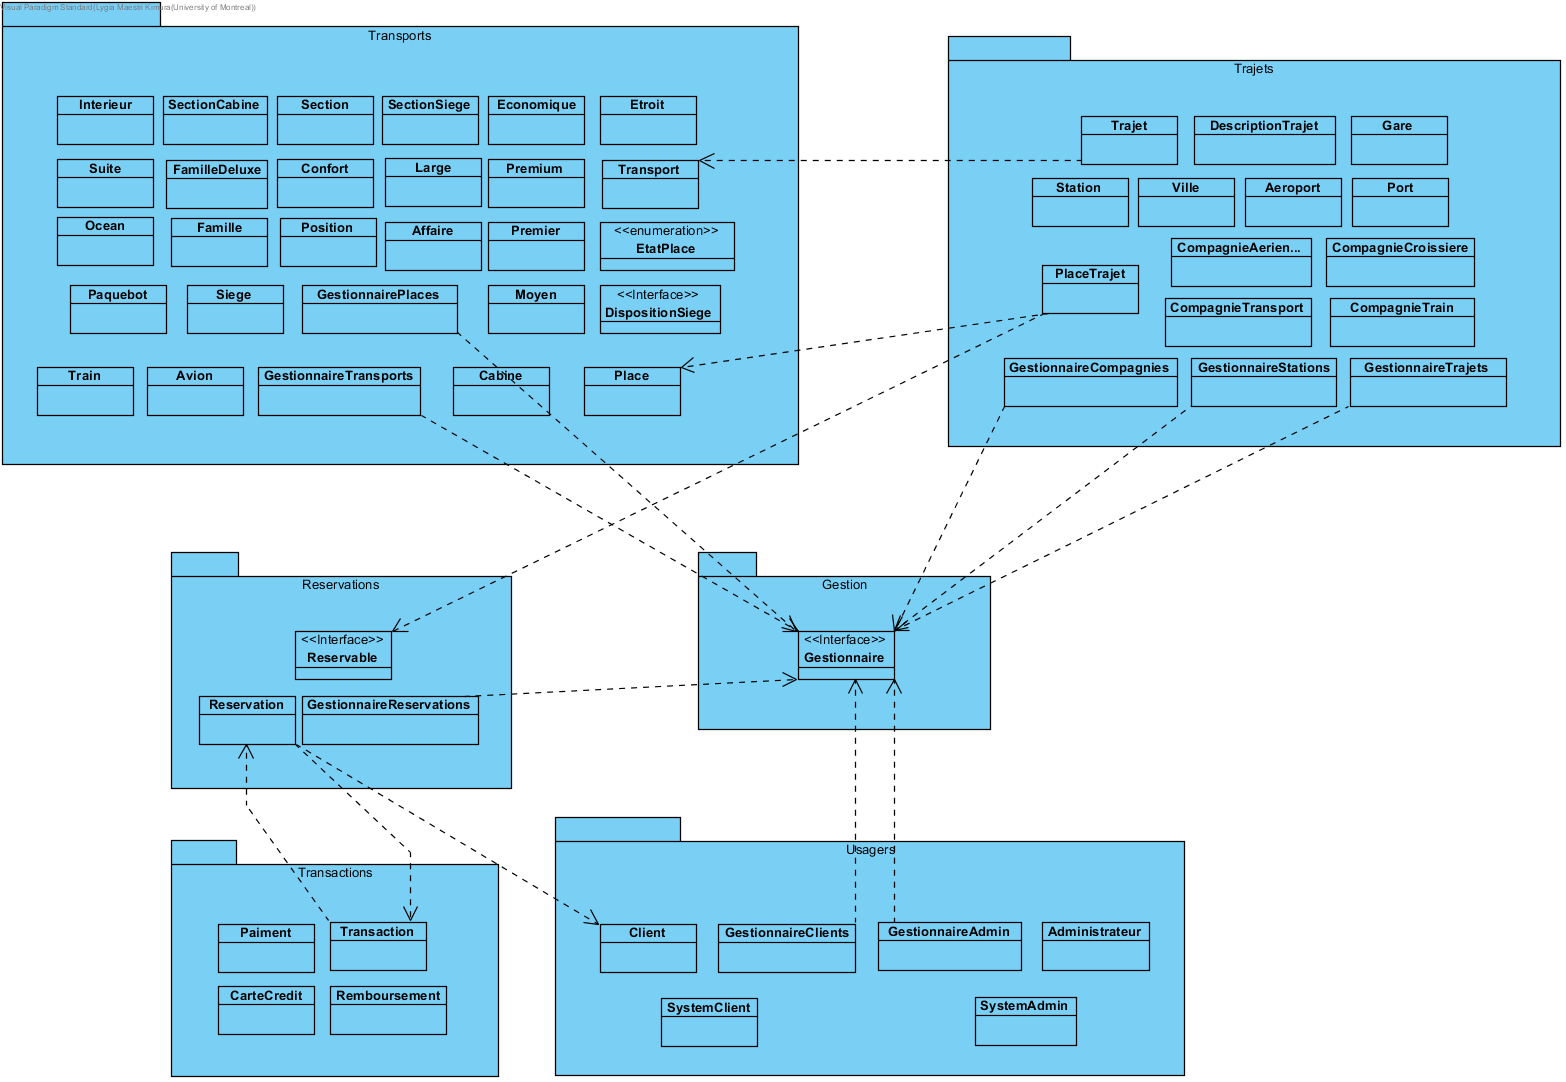 Visual Paradigm Standard(Lygia Maestri Kimura(University of Montreal))
Transports
Interieur
SectionCabine
Section
SectionSiege
Economique
Etroit
Suite
FamilleDeluxe
Confort
Large
Premium
Transport
Ocean
Famille
Position
Affaire
Premier
<<enumeration>>
EtatPlace
Paquebot
Siege
GestionnairePlaces
Moyen
<<Interface>>
DispositionSiege
Train
Avion
GestionnaireTransports
Cabine
Place
Trajets
Trajet
DescriptionTrajet
Gare
Station
Ville
Aeroport
Port
CompagnieAerien...
CompagnieCroissiere
PlaceTrajet
CompagnieTransport
CompagnieTrain
GestionnaireCompagnies
GestionnaireStations
GestionnaireTrajets
Reservations
<<Interface>>
Reservable
Reservation
GestionnaireReservations
Gestion
<<Interface>>
Gestionnaire
Transactions
Paiment
Transaction
CarteCredit
Remboursement
Usagers
Client
GestionnaireClients
GestionnaireAdmin
Administrateur
SystemClient
SystemAdmin